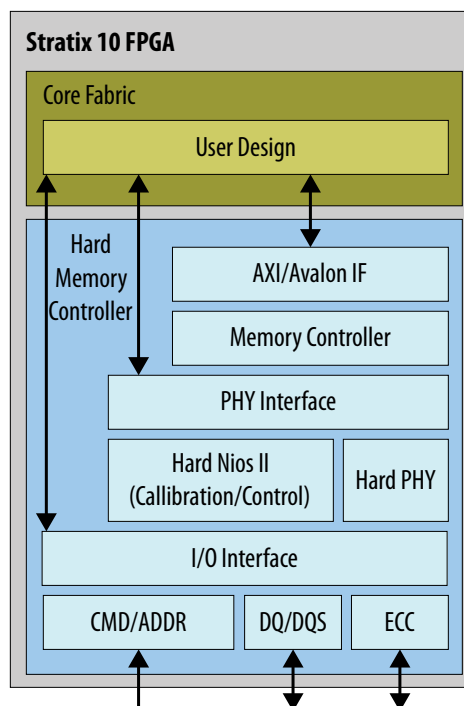 Stratix 10 FPGA
Core Fabric
User Design
Hard
Memory
Controller
AXI/Avalon IF
Memory Controller
PHY Interface
Hard Nios II
(Callibration/Control)
Hard PHY
I/O Interface
CMD/ADDR
DQ/DQS
ECC